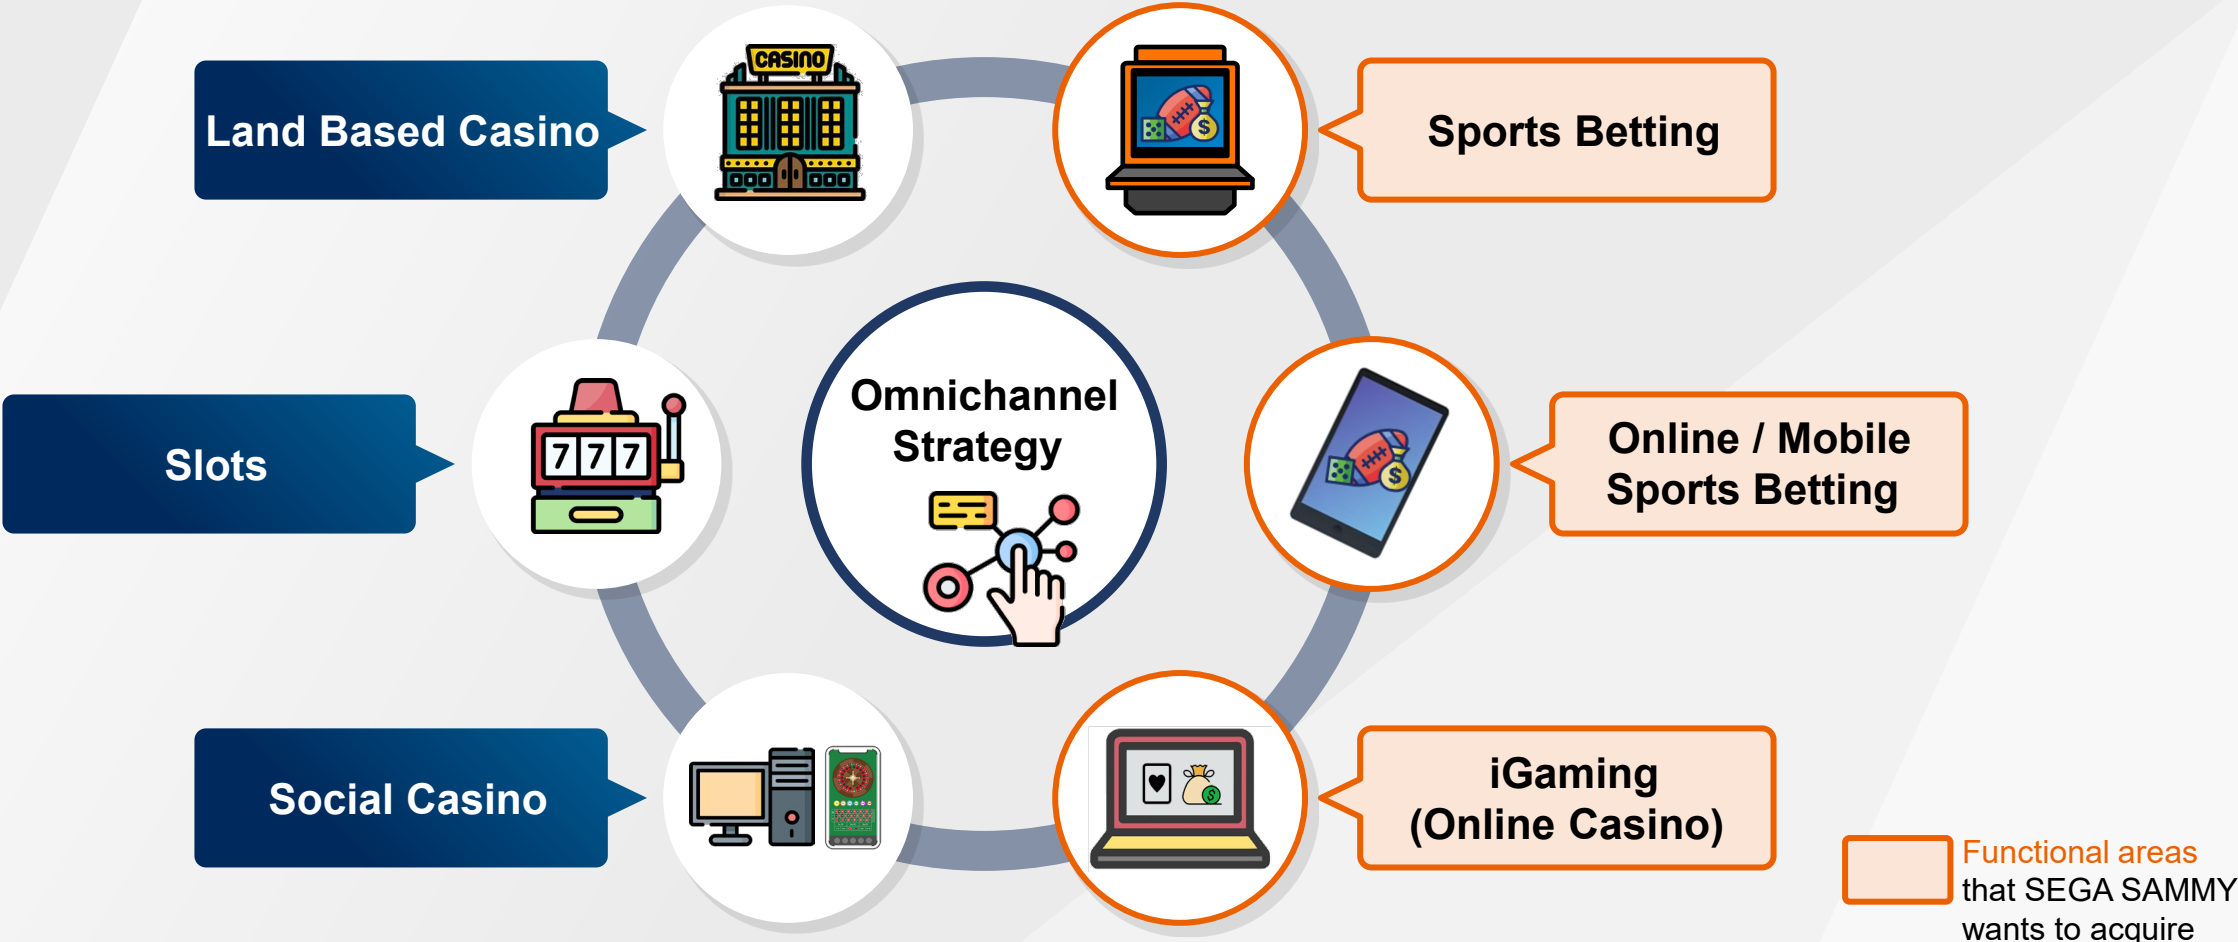 CASINO
Land Based Casino
Sports Betting
$
Omnichannel
Strategy
Slots
777
Online / Mobile
Sports Betting
$
Social Casino
iGaming
(Online Casino)
$
Functional areas
that SEGA SAMMY
wants to acquire